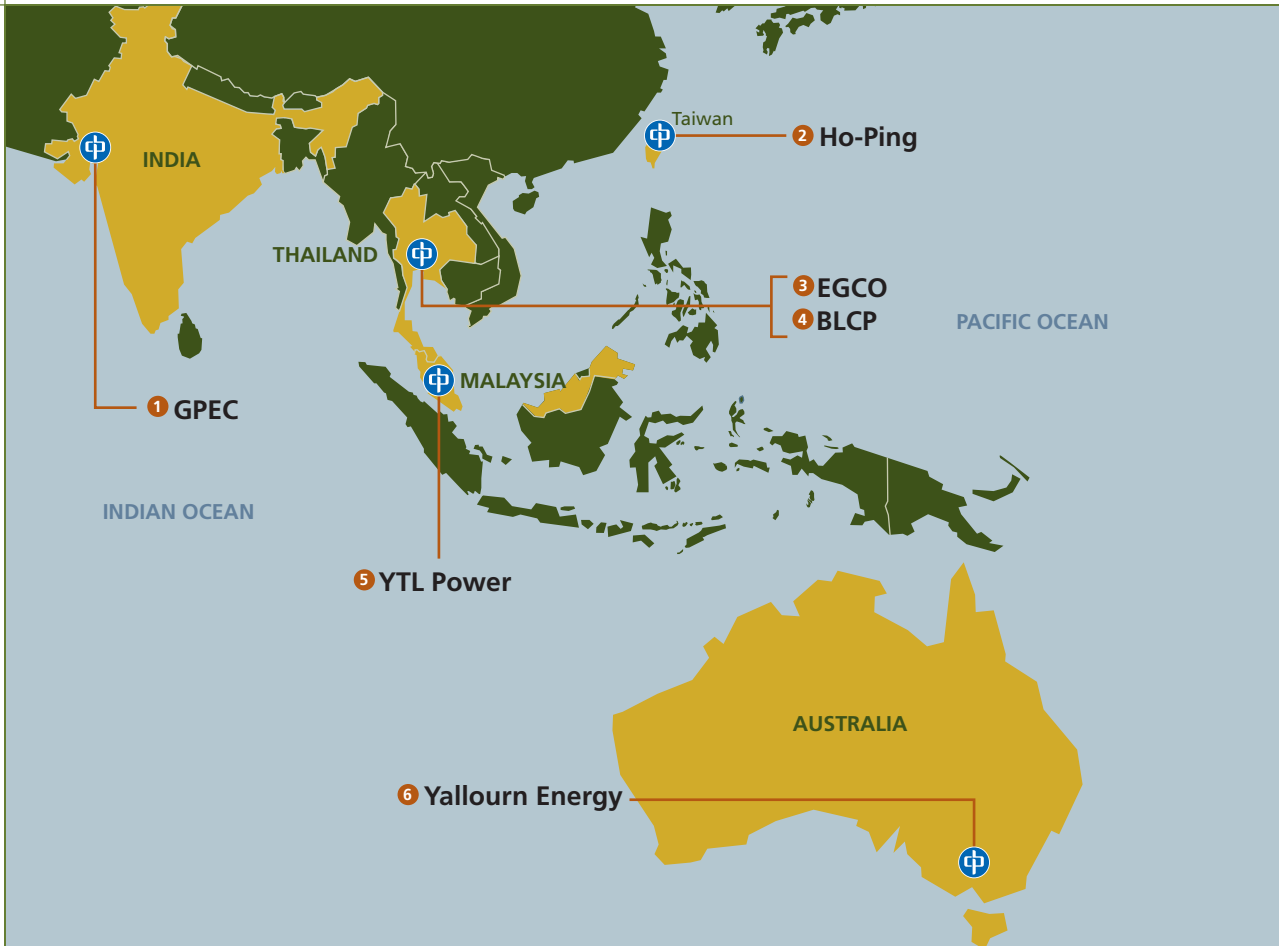 Taiwan
2 Ho-Ping
INDIA
THAILAND
3 EGCO
4 BLCP
PACIFIC OCEAN
MALAYSIA
1 GPEC
INDIAN OCEAN
5 YTL Power
AUSTRALIA
6 Yallourn Energy